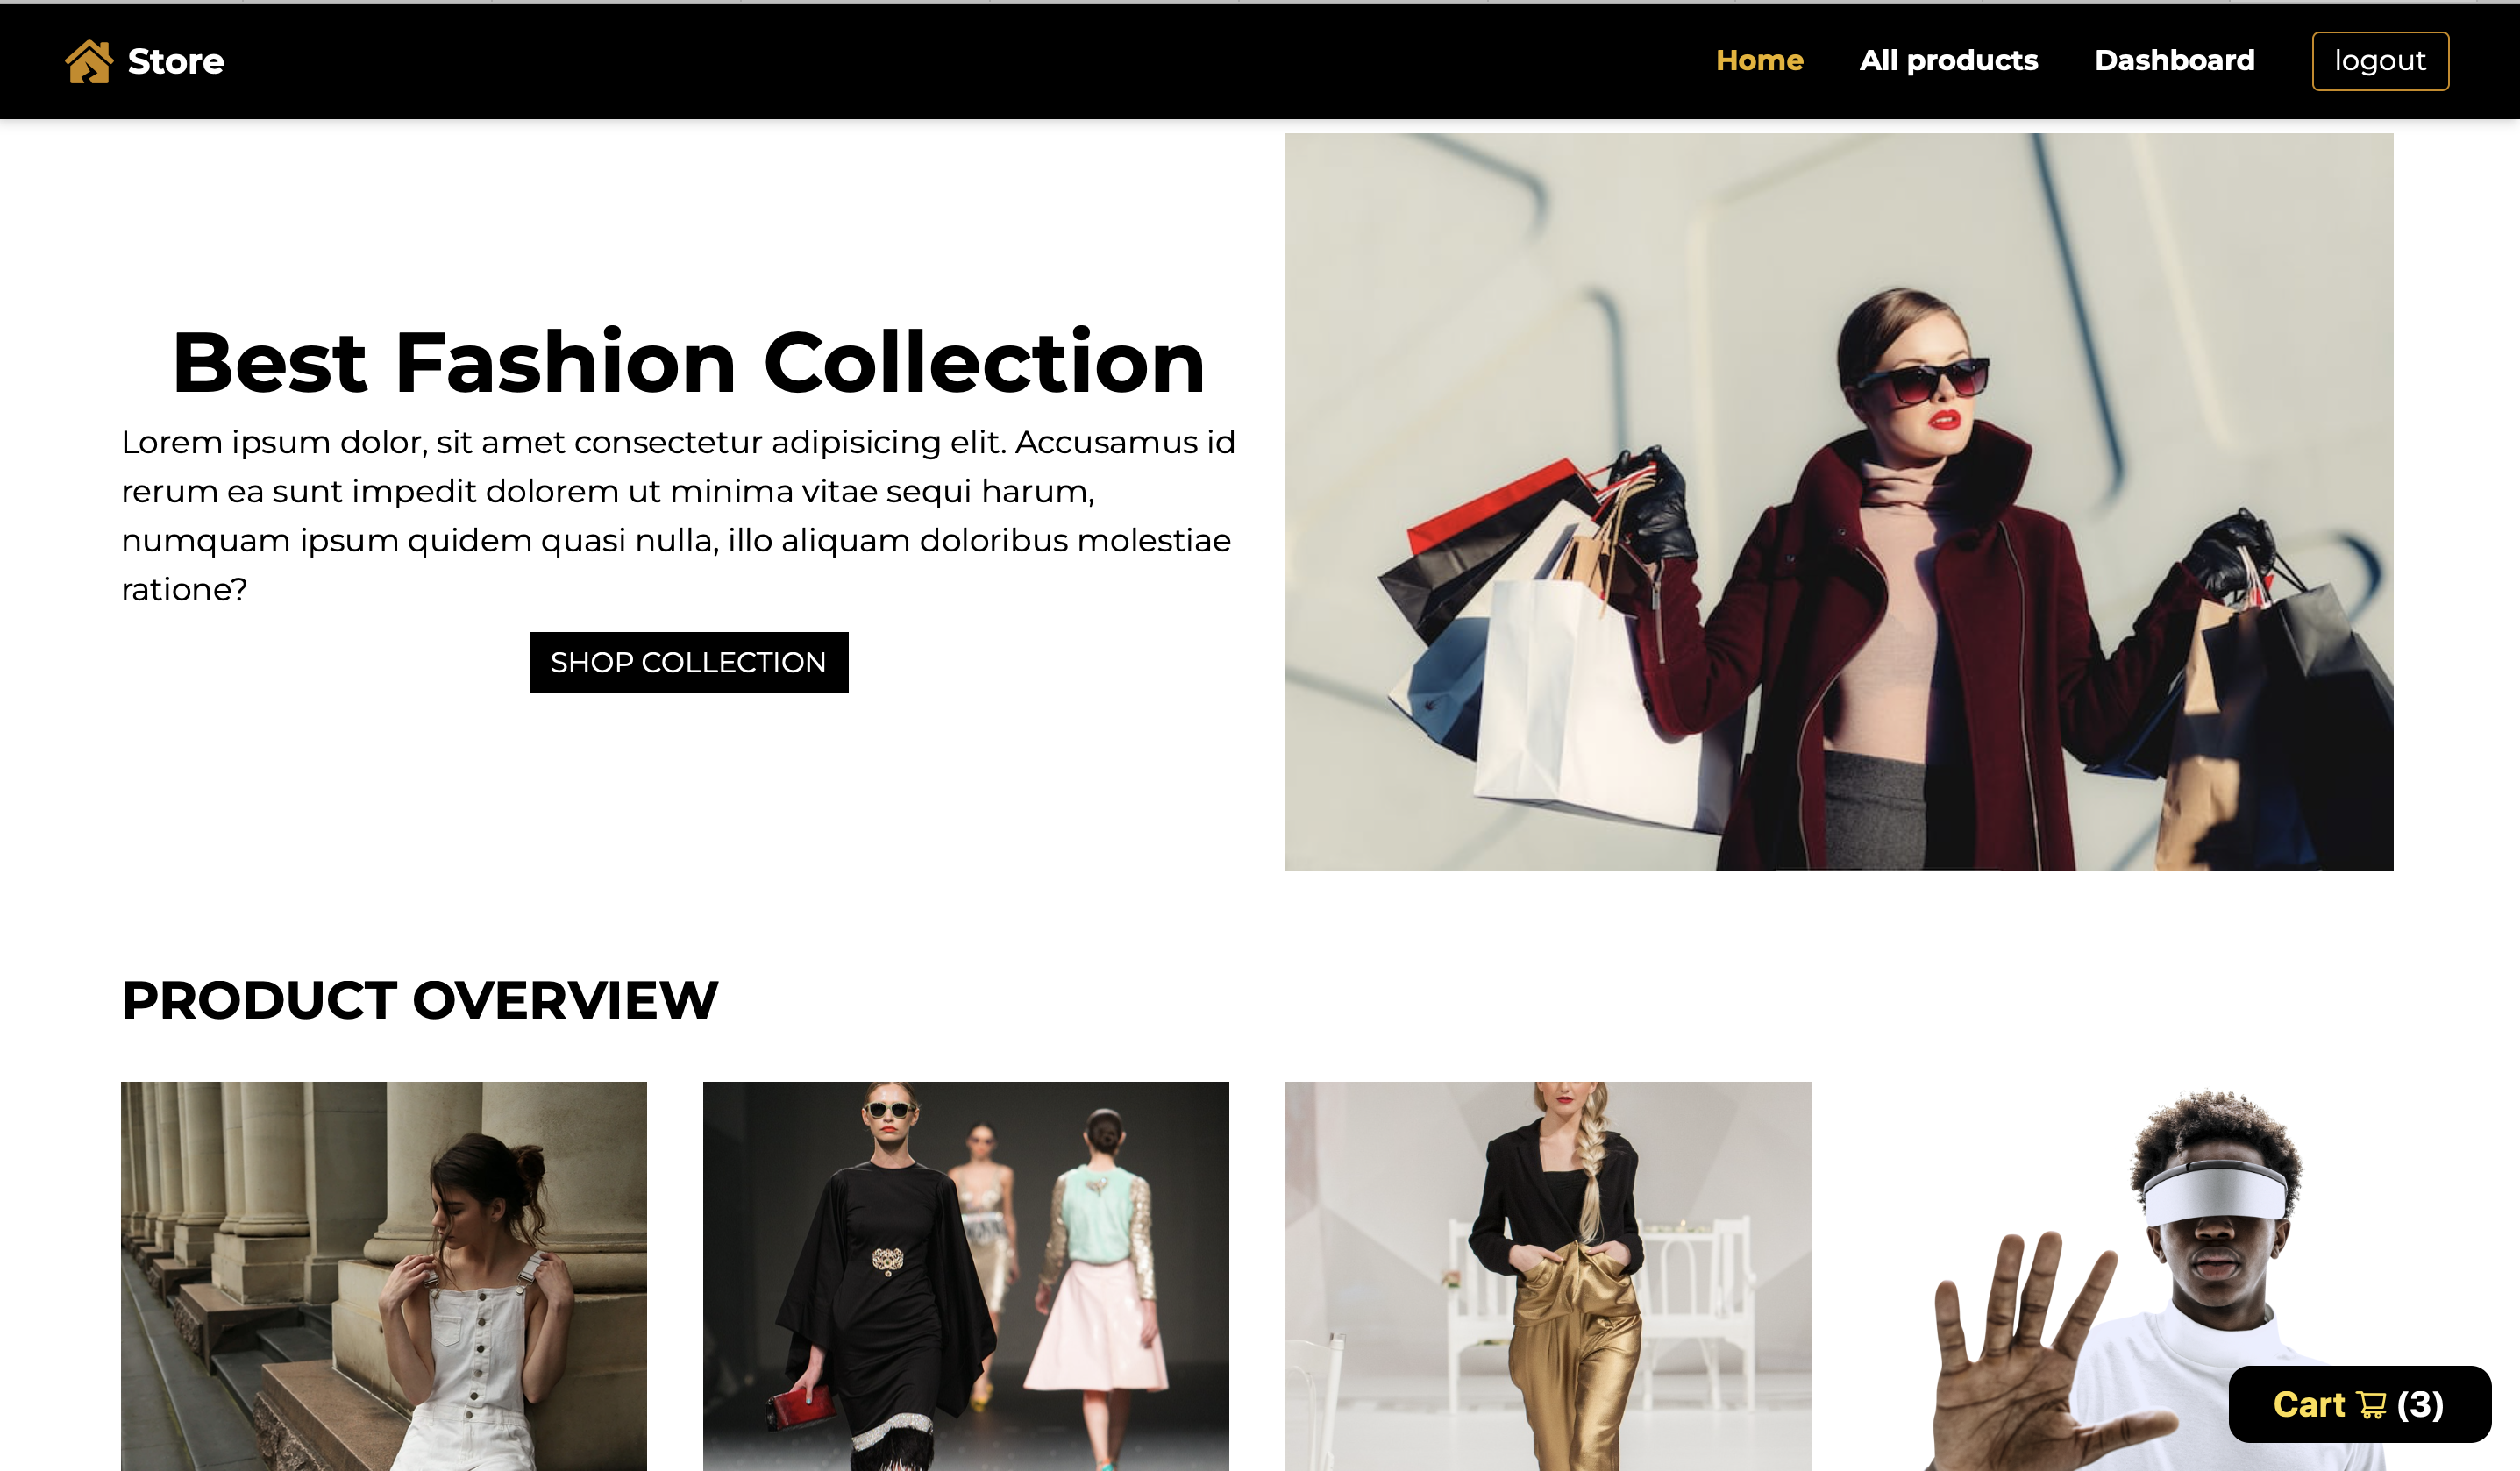 Store
Home
All products
Dashboard
logout
Best Fashion Collection
Lorem ipsum dolor, sit amet consectetur adipisicing elit. Accusamus id
rerum ea sunt impedit dolorem ut minima vitae sequi harum,
numquam ipsum quidem quasi nulla, illo aliquam doloribus molestiae
ratione?
SHOP COLLECTION
PRODUCT OVERVIEW
Cart (3)